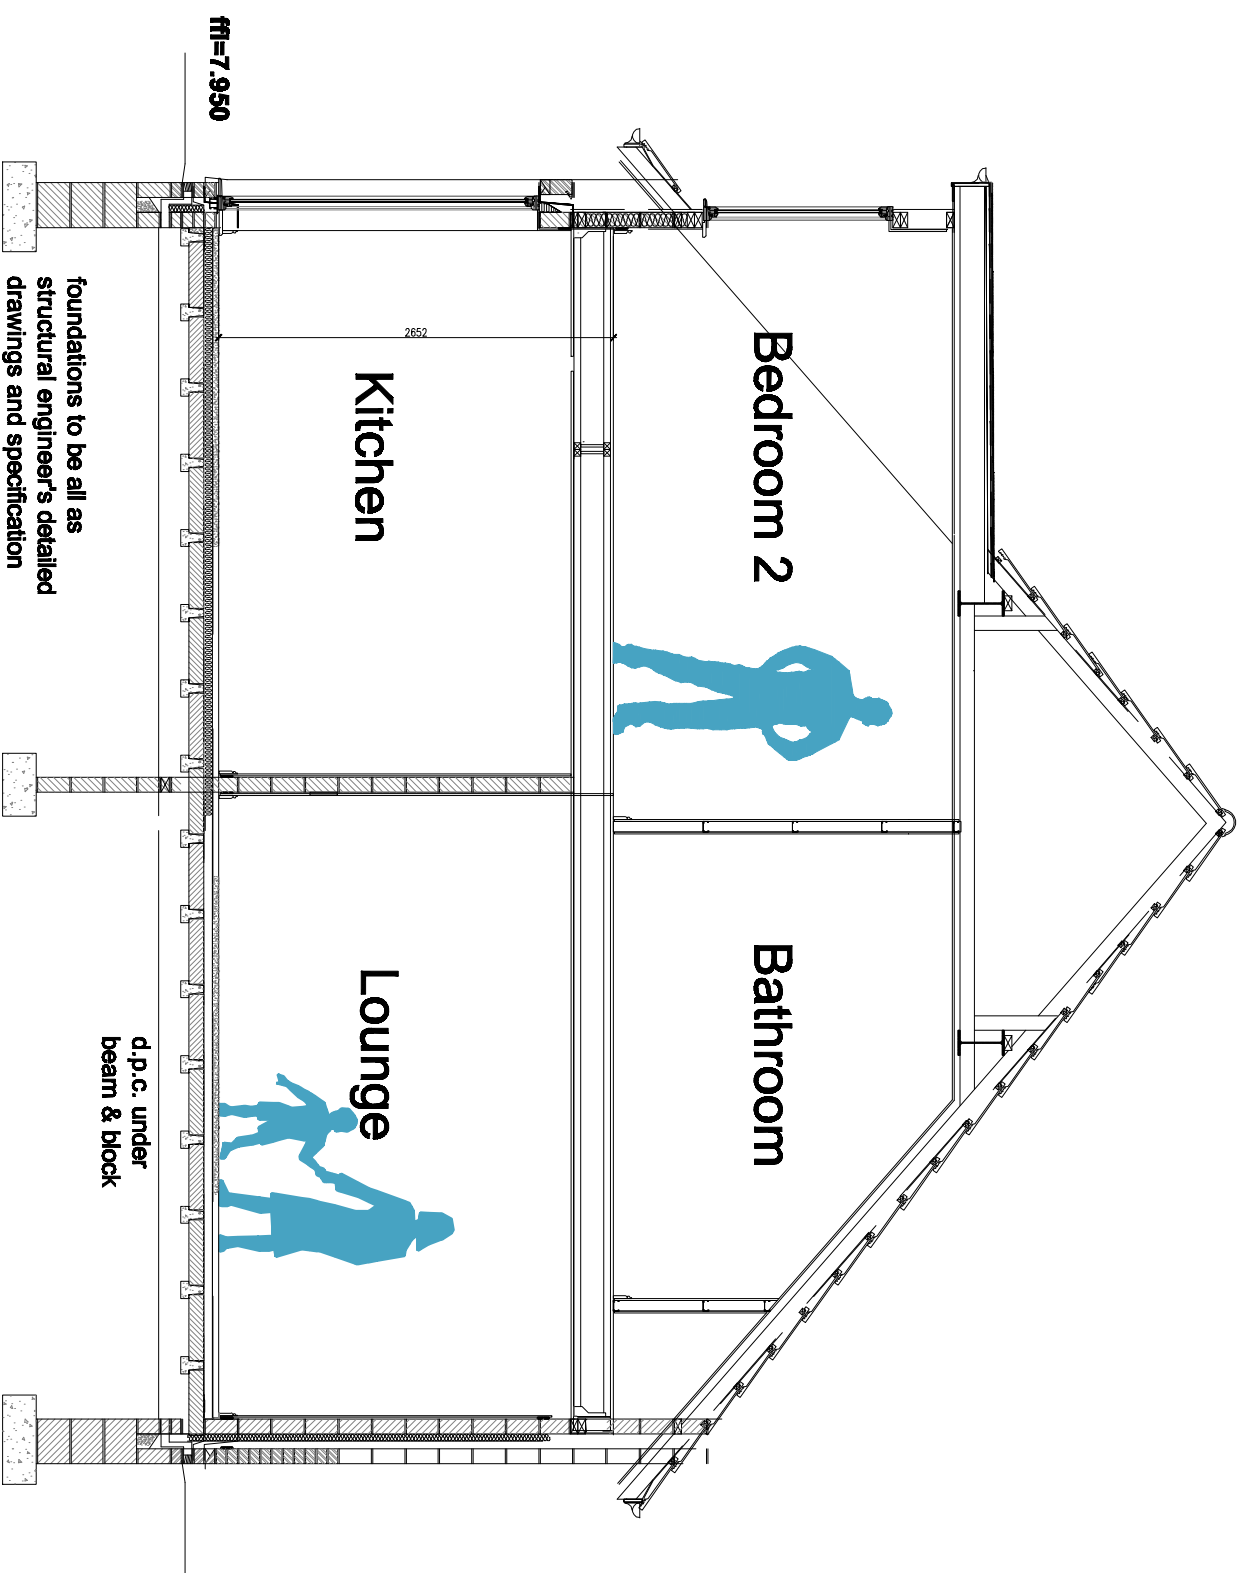 Bedroom 2
Bathroom
Kitchen
Lounge
2652
ffl=7.950
foundations to be all as
structural engineer's detailed
drawings and specification
d.p.c. under
beam & block